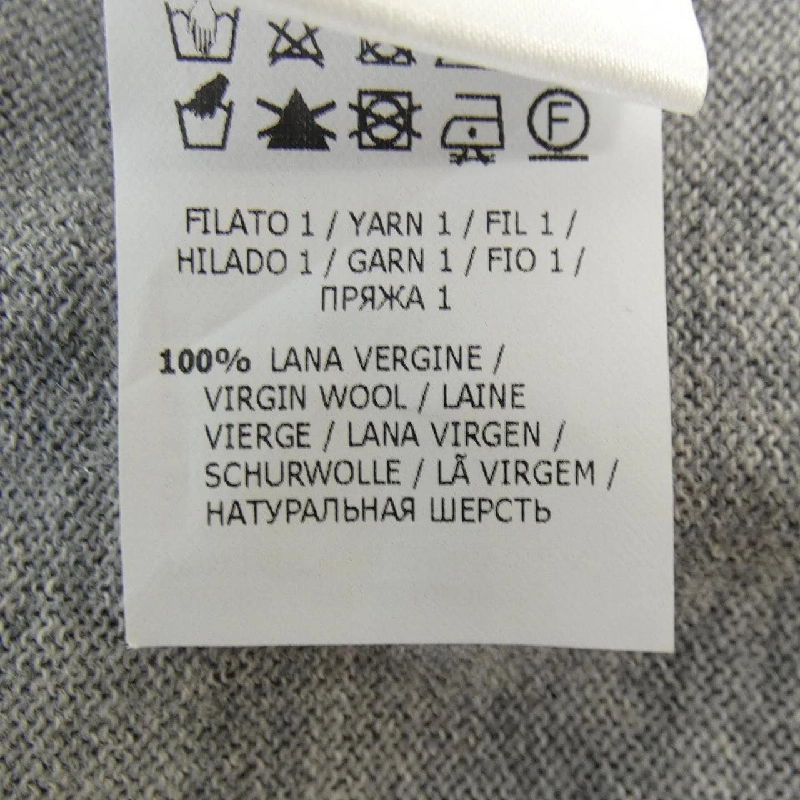 F
FILATO 1 / YARN 1 / FIL 1 /
HILADO 1 / GARN 1 / FIO 1 /
ПРЯЖА 1
100% LANA VERGINE /
VIRGIN WOOL / LAINE
VIERGE / LANA VIRGEN /
SCHURWOLLE / LÃ VIRGEM /
НАТУРАЛЬНАЯ ШЕРСТЬ